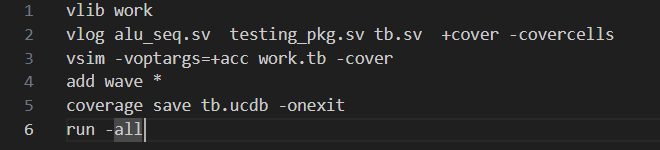 1 vlib work
2 vlog alu_seq.sv  testing_pkg.sv tb.sv  +cover -covercells
3 vsim -voptargs=+acc work.tb -cover
4 add wave *
5 coverage save tb.ucdb -onexit
6 run -all